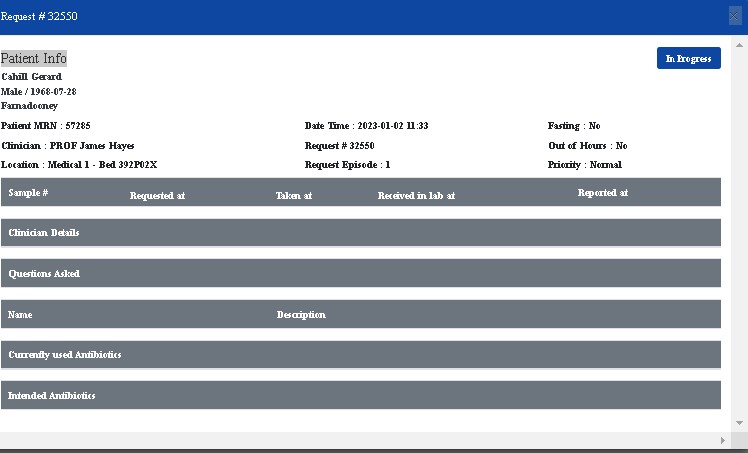 Request # 32550
Patient Info
In Progress
Cahill Gerard
Male / 1968-07-28
Farnadooney
Patient MRN : 57285 Date Time : 2023-01-02 11:33 Fasting : No
Clinician : PROF James Hayes Request # 32550 Out of Hours : No
Location : Medical 1 - Bed 392P02X Request Episode : 1 Priority : Normal
Sample # Requested at Taken at Received in lab at Reported at
Clinician Details
Questions Asked
Name Description
Currently used Antibiotics
Intended Antibiotics